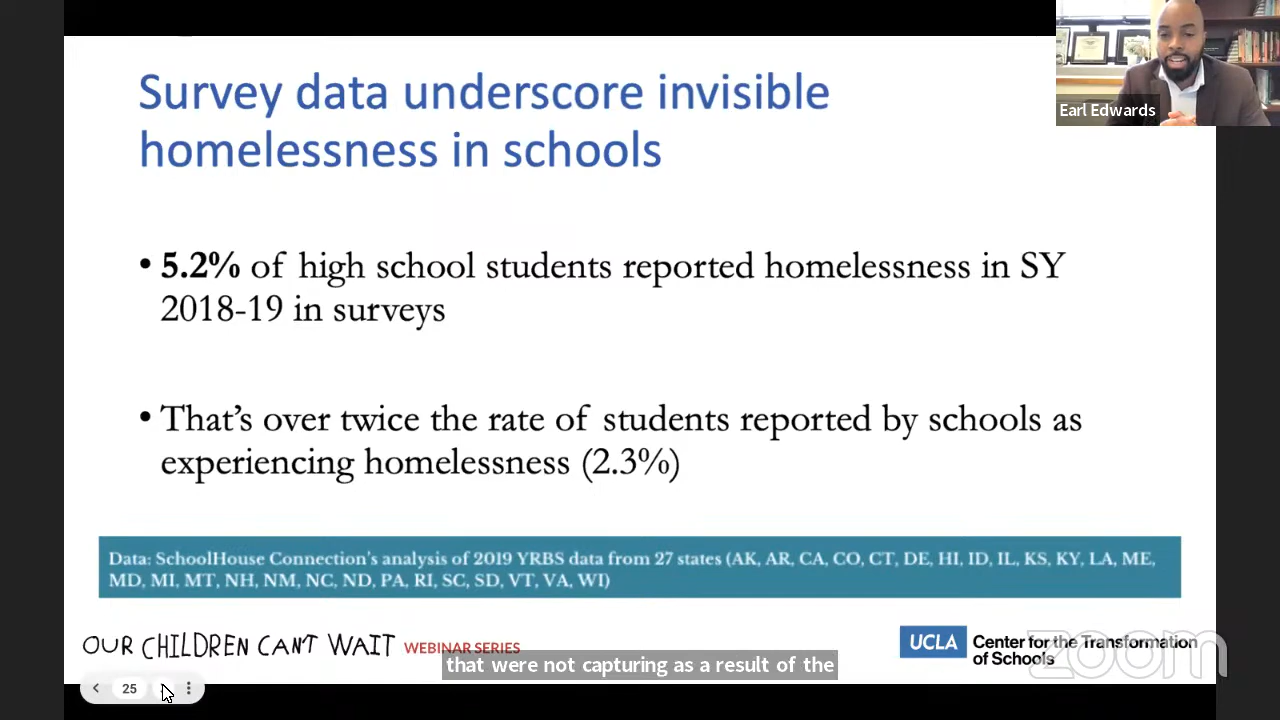 Survey data underscore invisible
homelessness in schools
Earl Edwards
• 5.2% of high school students reported homelessness in SY
2018-19 in surveys
• That's over twice the rate of students reported by schools as
experiencing homelessness (2.3%)
Data: SchoolHouse Connection's analysis of 2019 YRBS data from 27 states (AK, AR, CA, CO, CT, DE, HI, ID, IL, KS, KY, LA, ME,
MD, MI, MT, NH, NM, NC, ND, PA, RI, SC, SD, VT, VA, WI)
OUR CHILDREN CAN'T WAIT WEBINAR SERIES
UCLA Center for the Transformation
of Schools
zoom
that were not capturing as a result of the
25